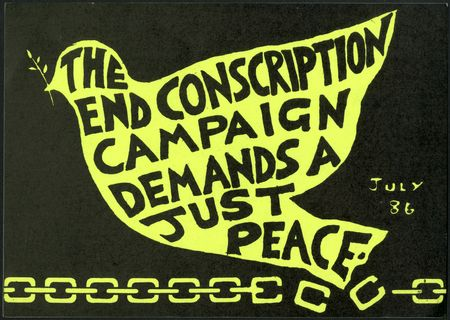 THE
END CONSCRIPTION
CAMPAIGN
DEMANDS A
JUST
PEACE.
JULY
86